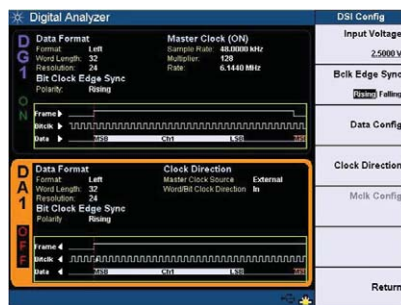 Digital Analyzer
DSI Config
DG1
ON
Data Format
Format Left
Word Length: 32
Resolution: 24
Bit Clock Edge Sync
Polarity: Rising
Master Clock (ON)
Sample Rate: 48.0000 kHz
Multiplier: 128
Rate: 6.1440 MHz
Frame
Bitclk
Data MSB Ch1 LSB
DA1
OFF
Data Format
Format Left
Word Length: 32
Resolution: 24
Bit Clock Edge Sync
Polarity Rising
Clock Direction
Master Clock Source External
Word/Bit Clock Direction In
Frame
Bitclk
Data MSB Ch1 LSB
Input Voltage
2.5000 V
Bclk Edge Sync
Rising Falling
Data Config
Clock Direction
Mclk Config
Return